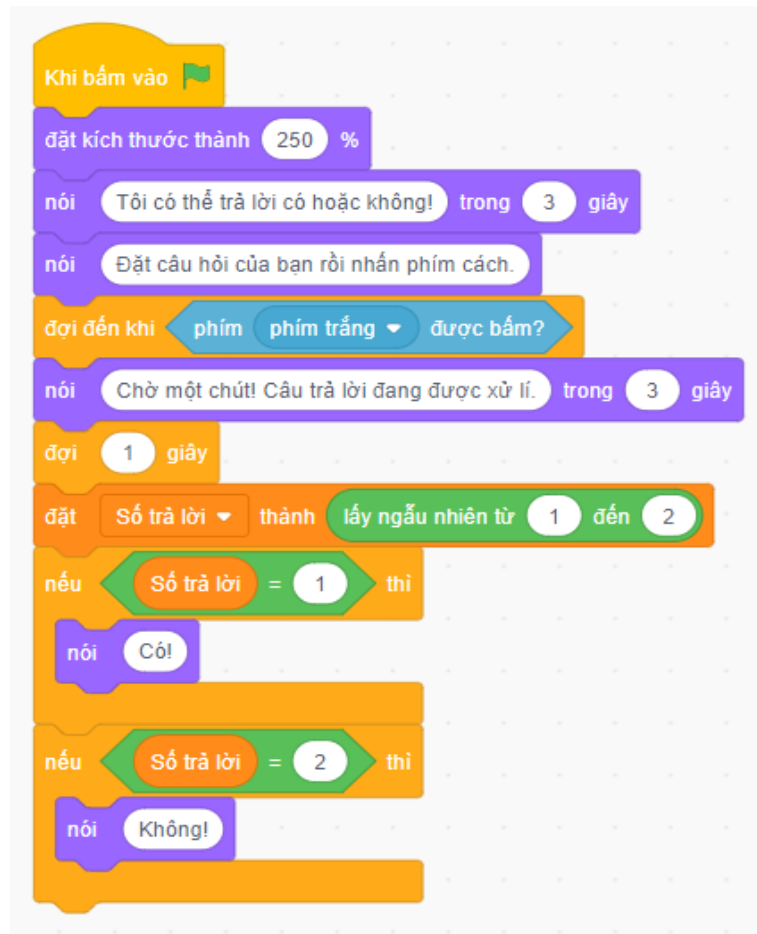 Khi bấm vào
đặt kích thước thành 250 %
nói Tôi có thể trả lời có hoặc không! trong 3 giây
nói Đặt câu hỏi của bạn rồi nhấn phím cách.
đợi đến khi phím phím trắng được bấm?
nói Chờ một chút! Câu trả lời đang được xử lí. trong 3 giây
đợi 1 giây
đặt Số trả lời thành lấy ngẫu nhiên từ 1 đến 2
nếu Số trả lời = 1 thì
nói Có!
nếu Số trả lời = 2 thì
nói Không!